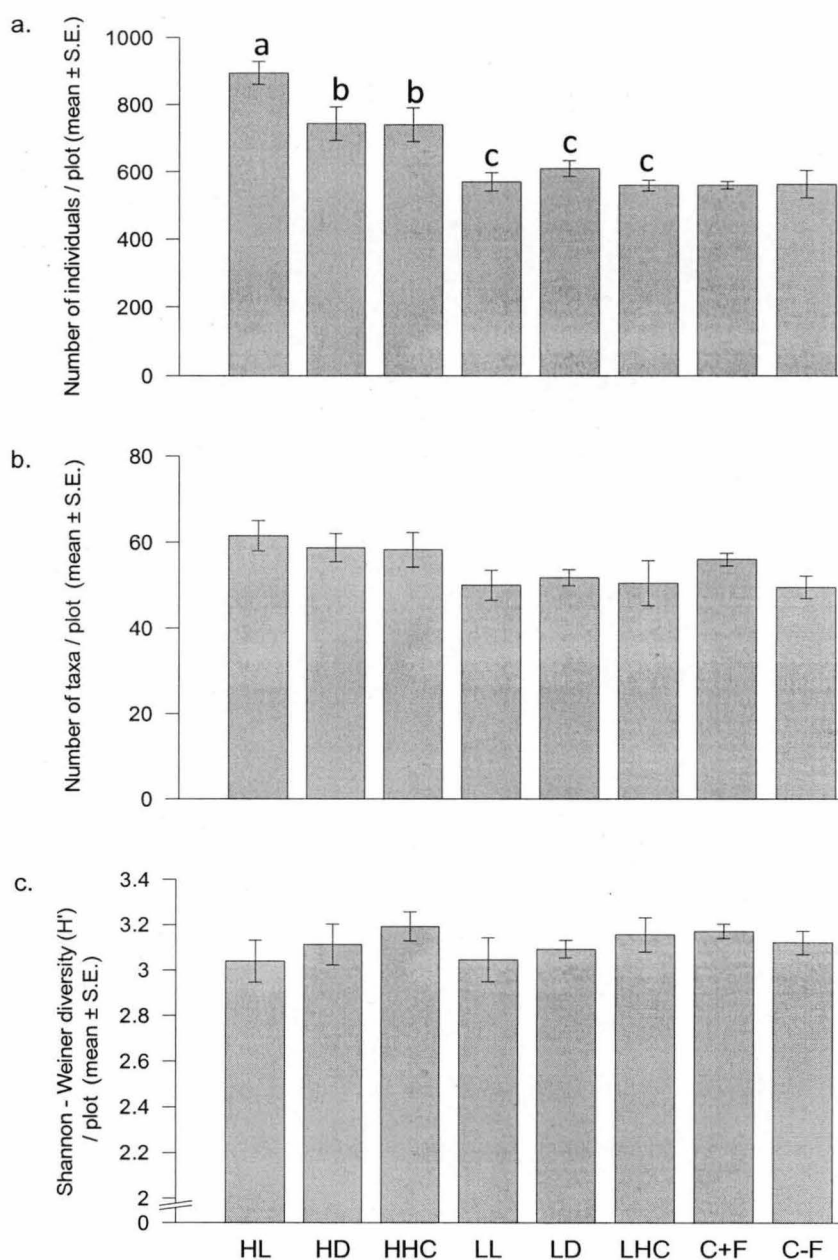 a.
Number of individuals / plot (mean ± S.E.)
1000
800
600
400
200
0
a
b
b
c
c
c
b.
Number of taxa / plot (mean ± S.E.)
80
60
40
20
0
c.
Shannon - Weiner diversity (H')
/ plot (mean ± S.E.)
3.4
3.2
3
2.8
2.6
2.4
2.2
2
0
HL HD HHC LL LD LHC C+F C-F